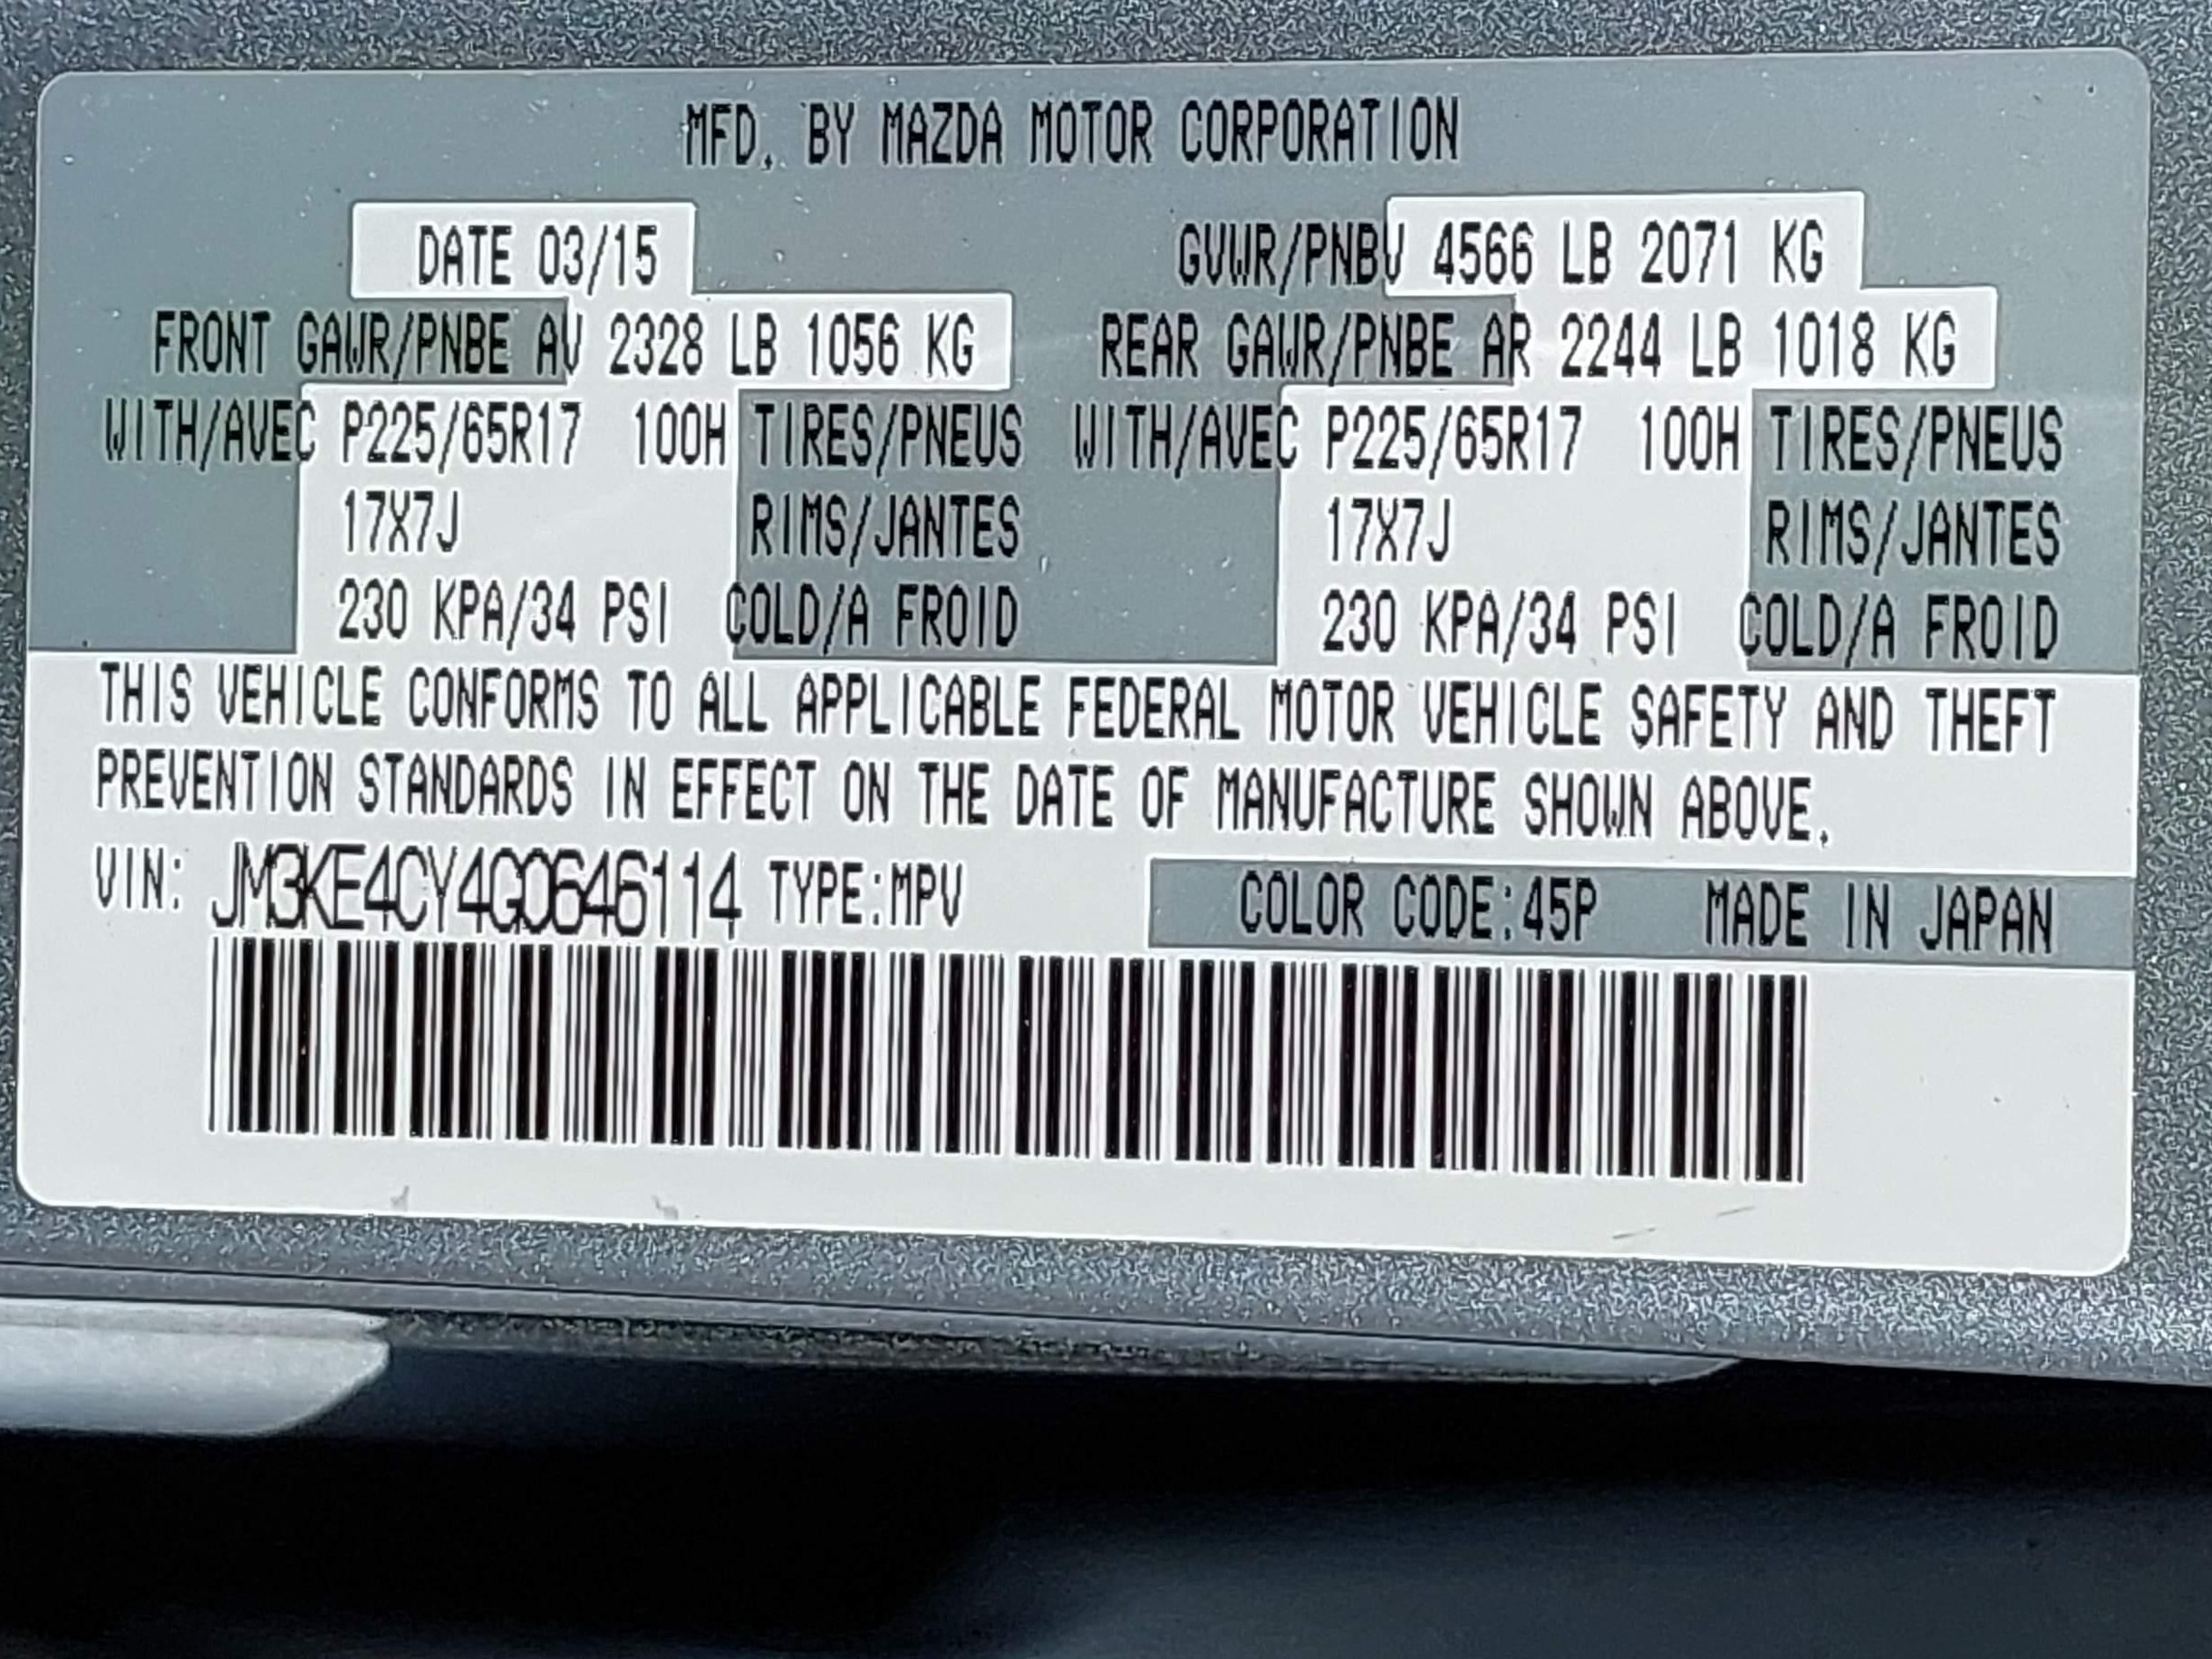 MFD. BY MAZDA MOTOR CORPORATION
DATE 03/15 GVWR/PNBV 4566 LB 2071 KG
FRONT GAWR/PNBE AV 2328 LB 1056 KG REAR GAWR/PNBE AR 2244 LB 1018 KG
WITH/AVEC P225/65R17 100H TIRES/PNEUS WITH/AVEC P225/65R17 100H TIRES/PNEUS
17X7J RIMS/JANTES 17X7J RIMS/JANTES
230 KPA/34 PSI COLD/A FROID 230 KPA/34 PSI COLD/A FROID
THIS VEHICLE CONFORMS TO ALL APPLICABLE FEDERAL MOTOR VEHICLE SAFETY AND THEFT
PREVENTION STANDARDS IN EFFECT ON THE DATE OF MANUFACTURE SHOWN ABOVE.
VIN: JM3KE4CY4G0646114 TYPE:MPV COLOR CODE:45P MADE IN JAPAN